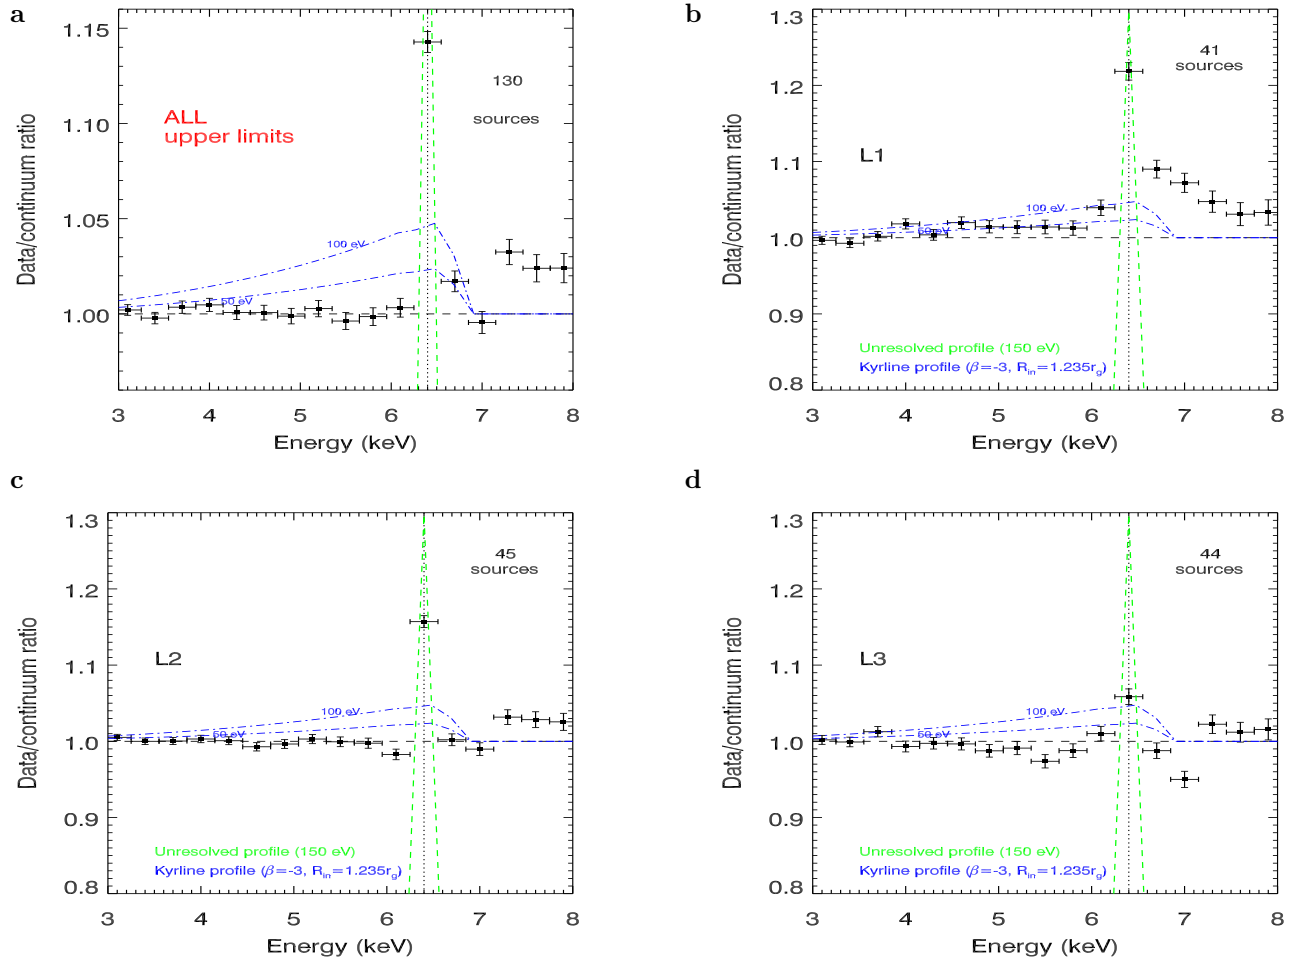 a
1.15
1.10
1.05
1.00
3
4
5
6
7
8
Energy (keV)
Data/continuum ratio
ALL
upper limits
130
sources
100 eV
50 eV
b
1.3
1.2
1.1
1.0
0.9
0.8
3
4
5
6
7
8
Energy (keV)
Data/continuum ratio
L1
41
sources
100 eV
50 eV
Unresolved profile (150 eV)
Kyrline profile (β=-3, Rin=1.235rg)
c
1.3
1.2
1.1
1.0
0.9
0.8
3
4
5
6
7
8
Energy (keV)
Data/continuum ratio
L2
45
sources
100 eV
50 eV
Unresolved profile (150 eV)
Kyrline profile (β=-3, Rin=1.235rg)
d
1.3
1.2
1.1
1.0
0.9
0.8
3
4
5
6
7
8
Energy (keV)
Data/continuum ratio
L3
44
sources
100 eV
50 eV
Unresolved profile (150 eV)
Kyrline profile (β=-3, Rin=1.235rg)